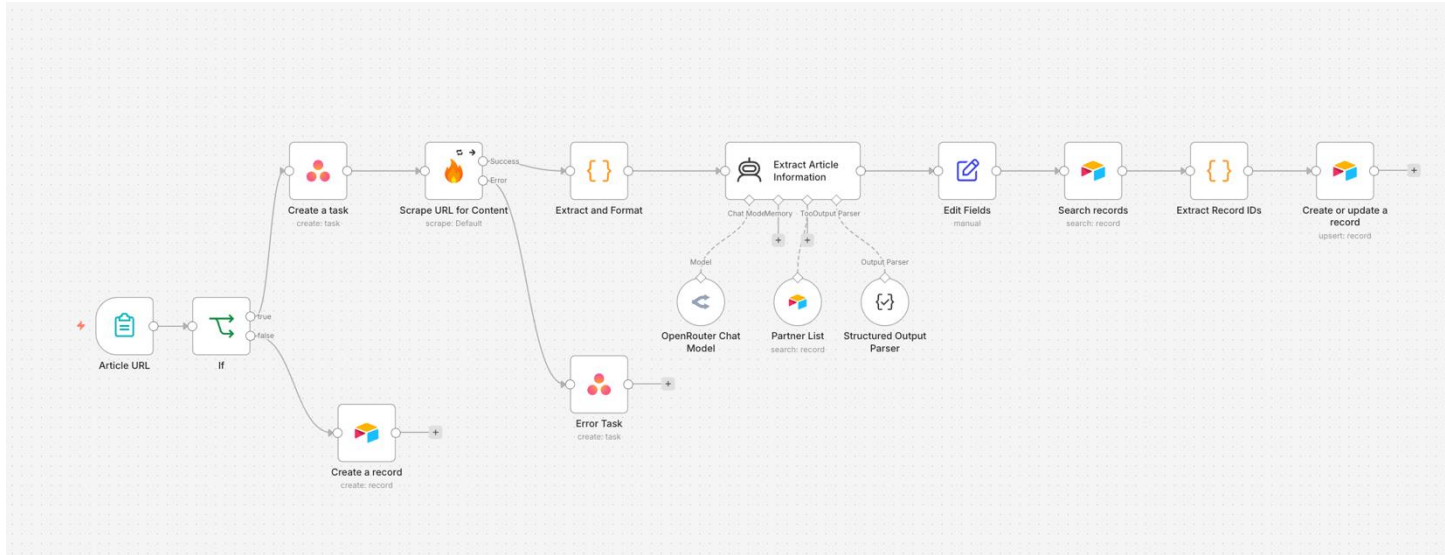 Success
Error
Create a task
create: task
Scrape URL for Content
scrape: Default
{ }
Extract and Format
Extract Article
Information
Chat Model
Memory
Tool
Output Parser
Edit Fields
manual
Search records
search: record
{ }
Extract Record IDs
Create or update a
record
upsert: record
Model
Output Parser
OpenRouter Chat
Model
Partner List
search: record
Structured Output
Parser
true
false
Article URL
If
Error Task
create: task
Create a record
create: record